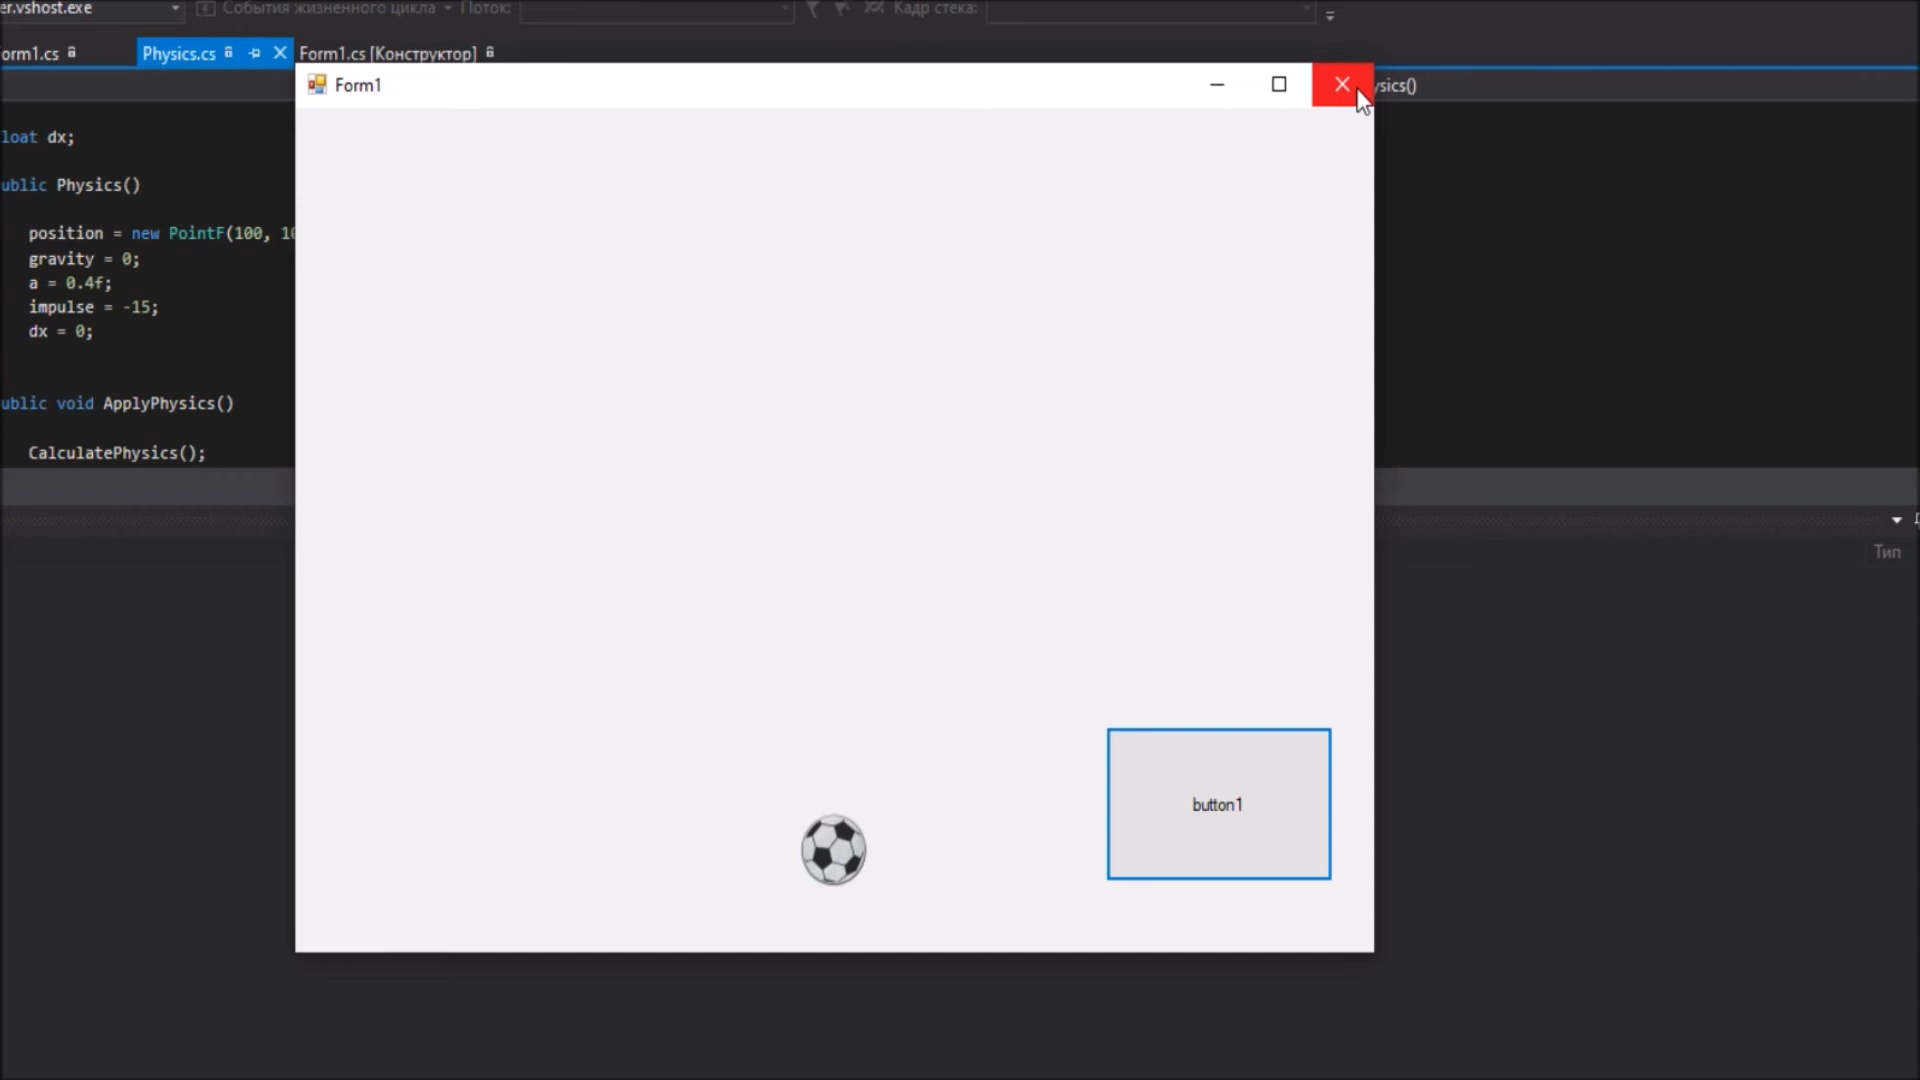 er.vshost.exe События жизненного цикла Поток: Кадр стека:
orm1.cs Physics.cs Form1.cs [Конструктор]
Form1
ysics()
loat dx;
ublic Physics()
position = new PointF(100, 10
gravity = 0;
a = 0.4f;
impulse = -15;
dx = 0;
ublic void ApplyPhysics()
CalculatePhysics();
Тип
button1